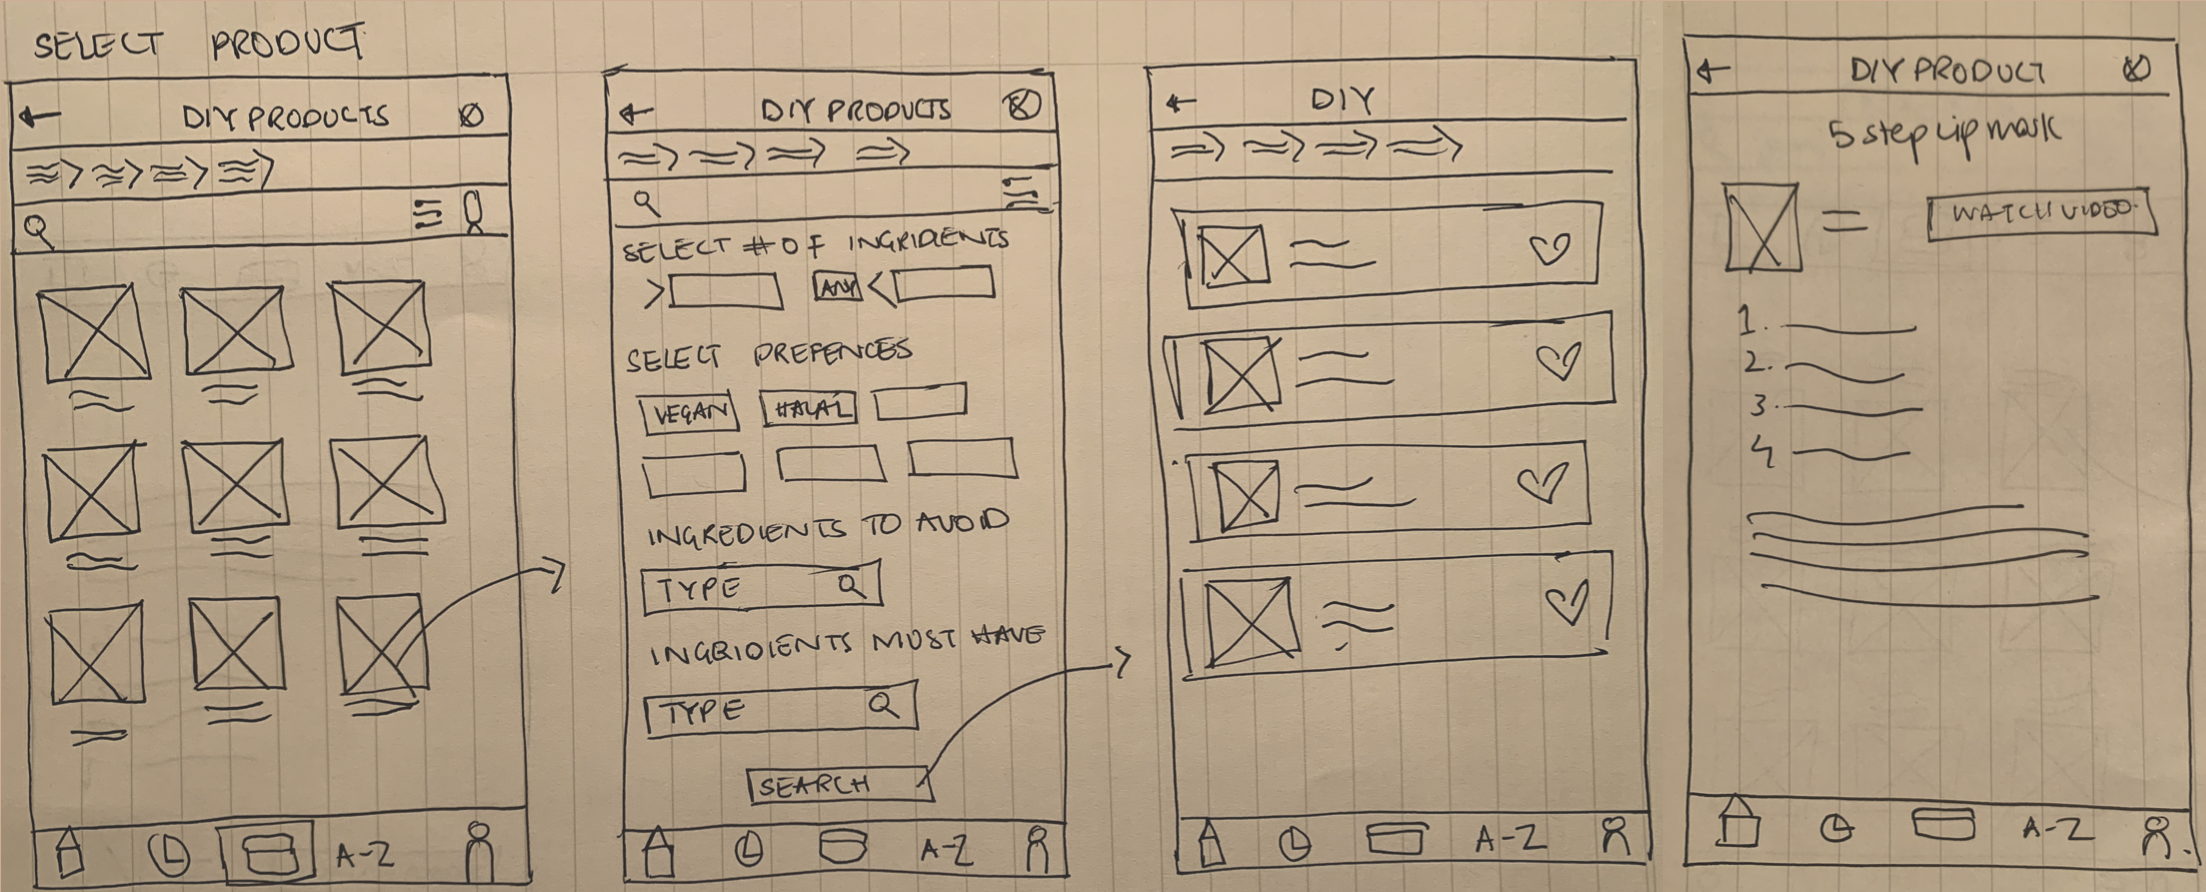 SELECT PRODUCT
DIY PRODUCTS
A-Z
DIY PRODUCTS
SELECT # OF INGRIDIENTS
> ANY <
SELECT PREFENCES
VEGAN HALAL
INGREDIENTS TO AVOID
TYPE
INGRIDIENTS MUST HAVE
TYPE
SEARCH
A-Z
DIY
A-Z
DIY PRODUCT
5 step lip mask
WATCH VIDEO
1.
2.
3.
4
A-Z